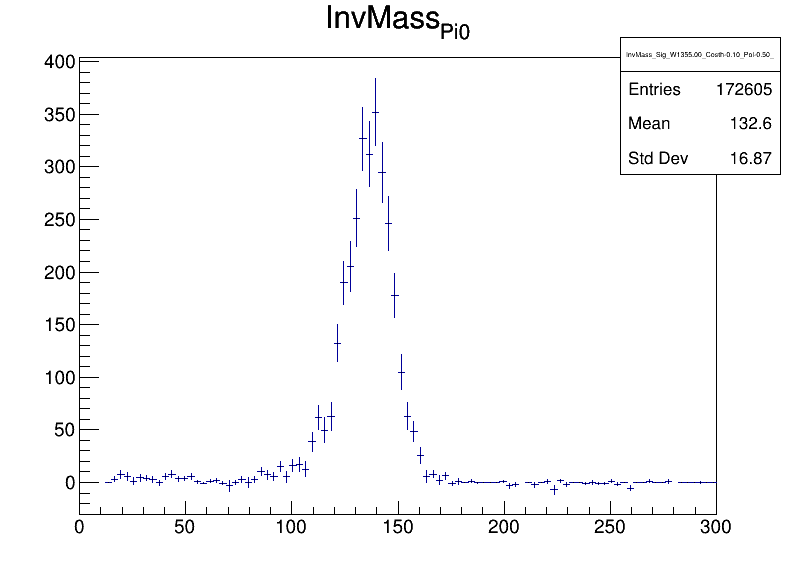 InvMass_Pi0
InvMass_Sig_W1355.00_Costh-0.10_Pol-0.50_
Entries 172605
Mean 132.6
Std Dev 16.87
400
350
300
250
200
150
100
50
0
0 50 100 150 200 250 300